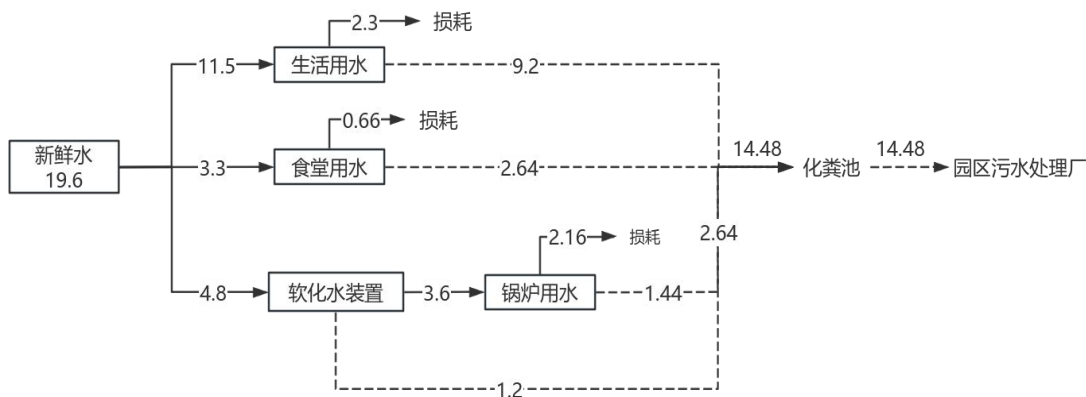 2.3
损耗
11.5
生活用水
9.2
0.66
损耗
新鲜水
19.6
3.3
食堂用水
2.64
14.48
化粪池
14.48
园区污水处理厂
2.16
损耗
2.64
4.8
软化水装置
3.6
锅炉用水
1.44
1.2